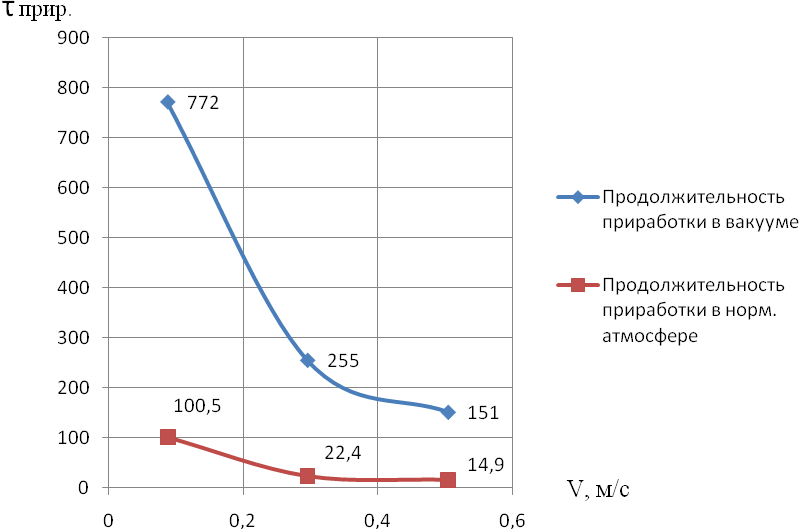 τ прир.
900
800
700
600
500
400
300
200
100
0
772
255
151
100,5
22,4
14,9
0
0,2
0,4
0,6
V, м/с
Продолжительность
приработки в вакууме
Продолжительность
приработки в норм.
атмосфере